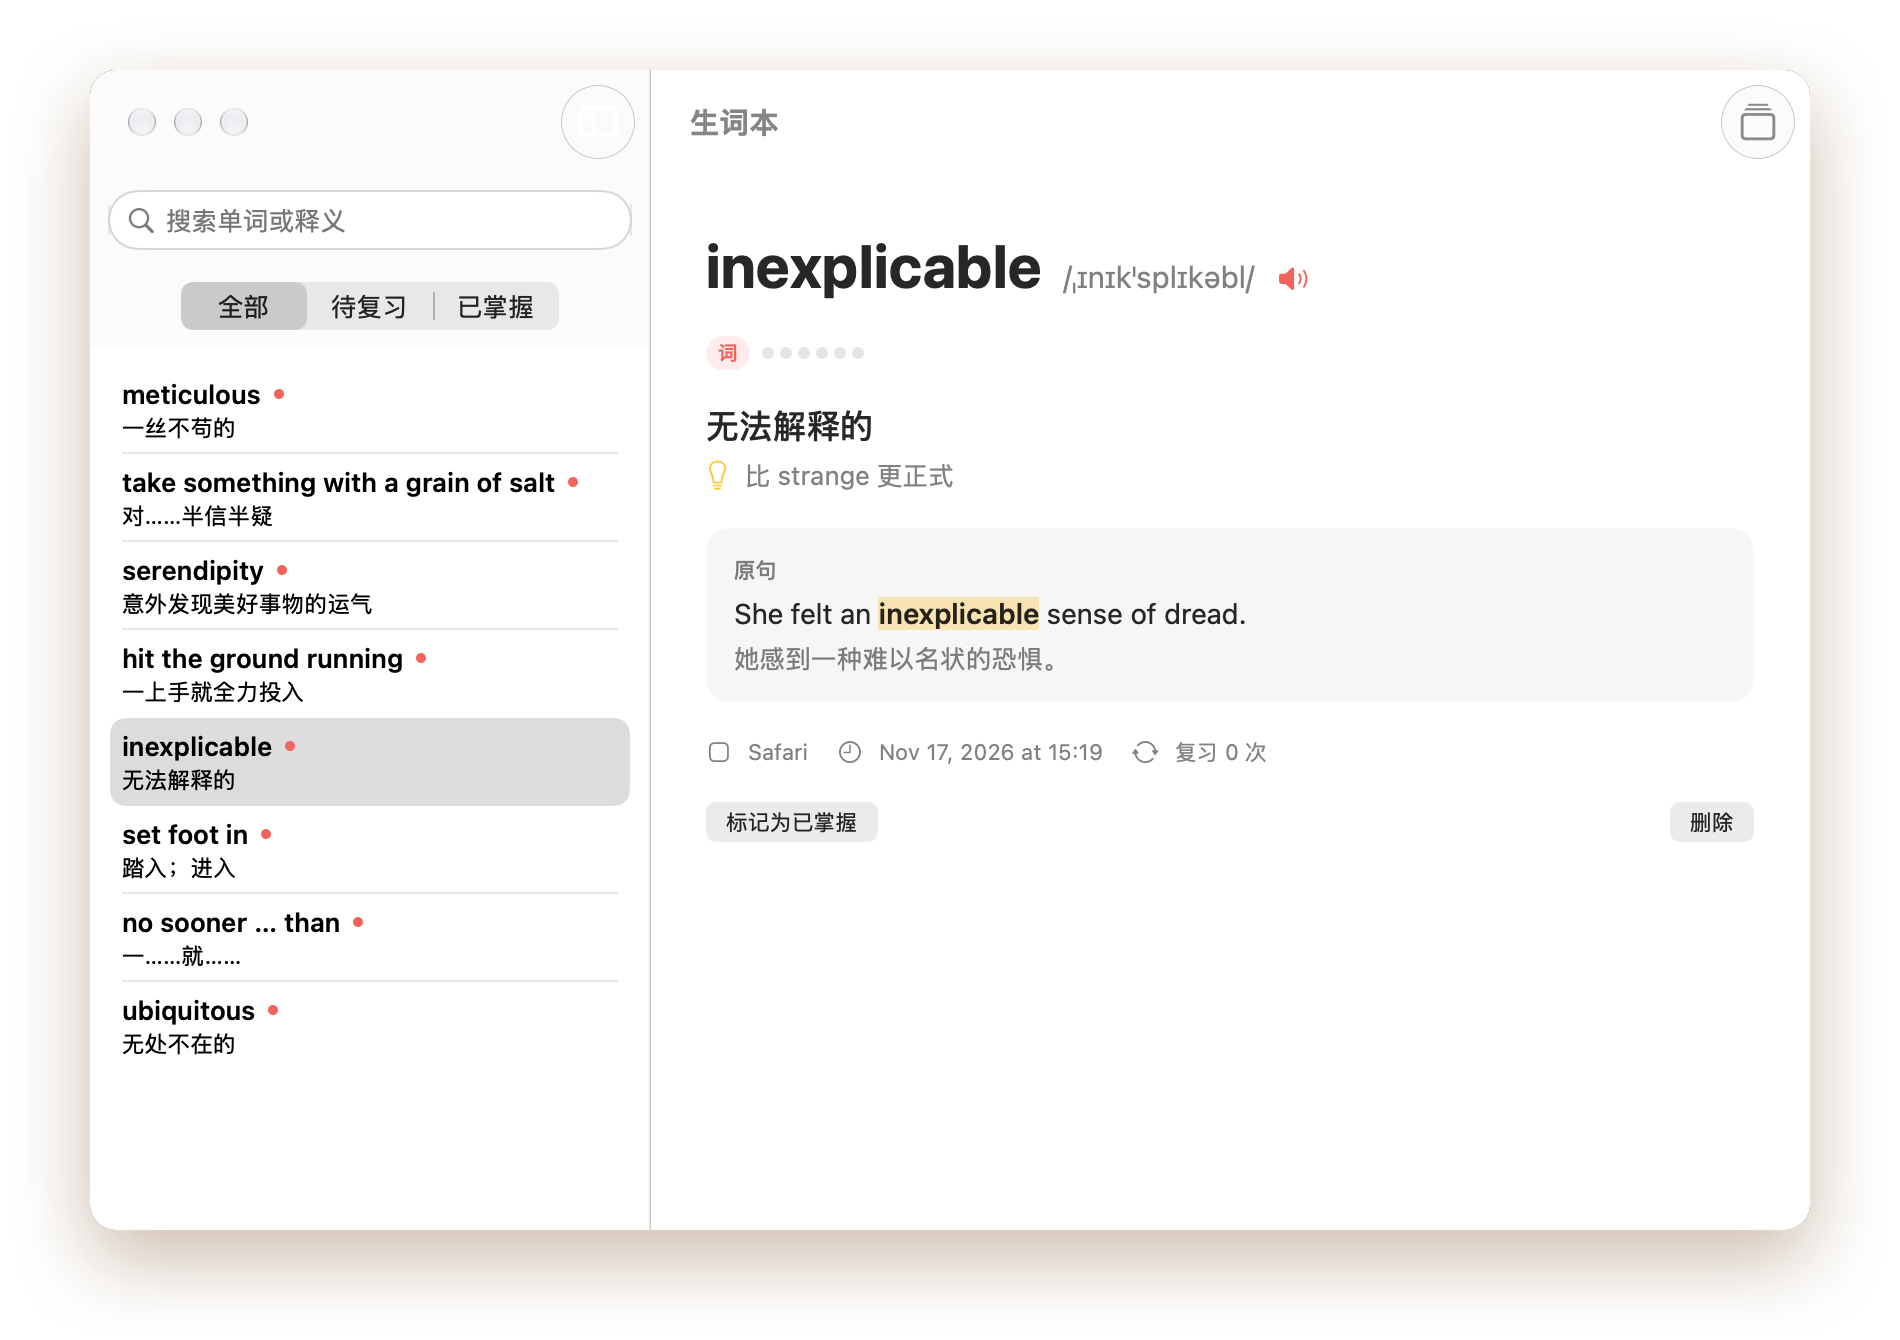 生词本
搜索单词或释义
全部 待复习 已掌握
meticulous
一丝不苟的
take something with a grain of salt
对……半信半疑
serendipity
意外发现美好事物的运气
hit the ground running
一上手就全力投入
inexplicable
无法解释的
set foot in
踏入；进入
no sooner ... than
一……就……
ubiquitous
无处不在的
inexplicable /ˌɪnɪkˈsplɪkəbl/
词
无法解释的
比 strange 更正式
原句
She felt an inexplicable sense of dread.
她感到一种难以名状的恐惧。
Safari Nov 17, 2026 at 15:19 复习 0 次
标记为已掌握 删除